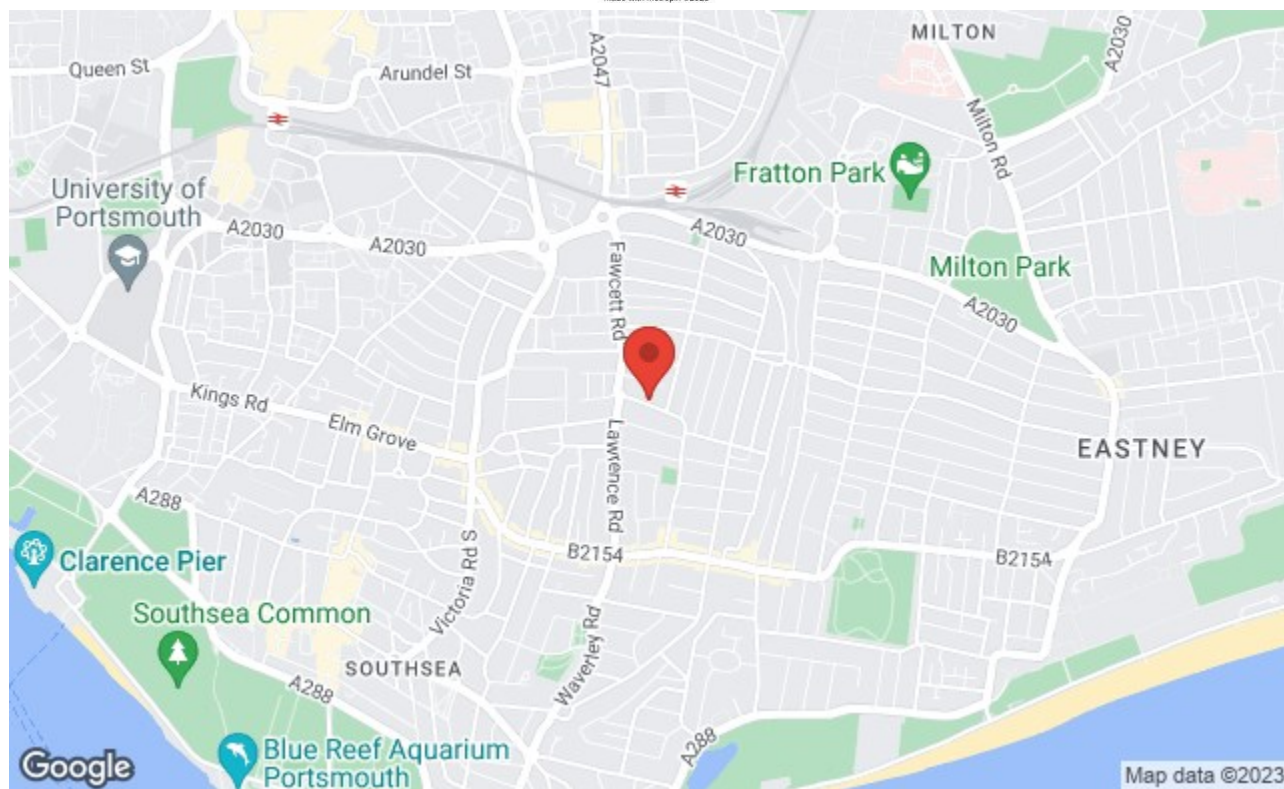 MILTON
A2030
A2047
Queen St
Arundel St
Milton Rd
Fratton Park
University of
Portsmouth
A2030
A2030
A2030
Fawcett Rd
Milton Park
A2030
Kings Rd
Elm Grove
Lawrence Rd
EASTNEY
A288
Victoria Rd S
B2154
B2154
Clarence Pier
Southsea Common
Waverley Rd
SOUTHSEA
A288
A288
Blue Reef Aquarium
Portsmouth
Google
Map data ©2023